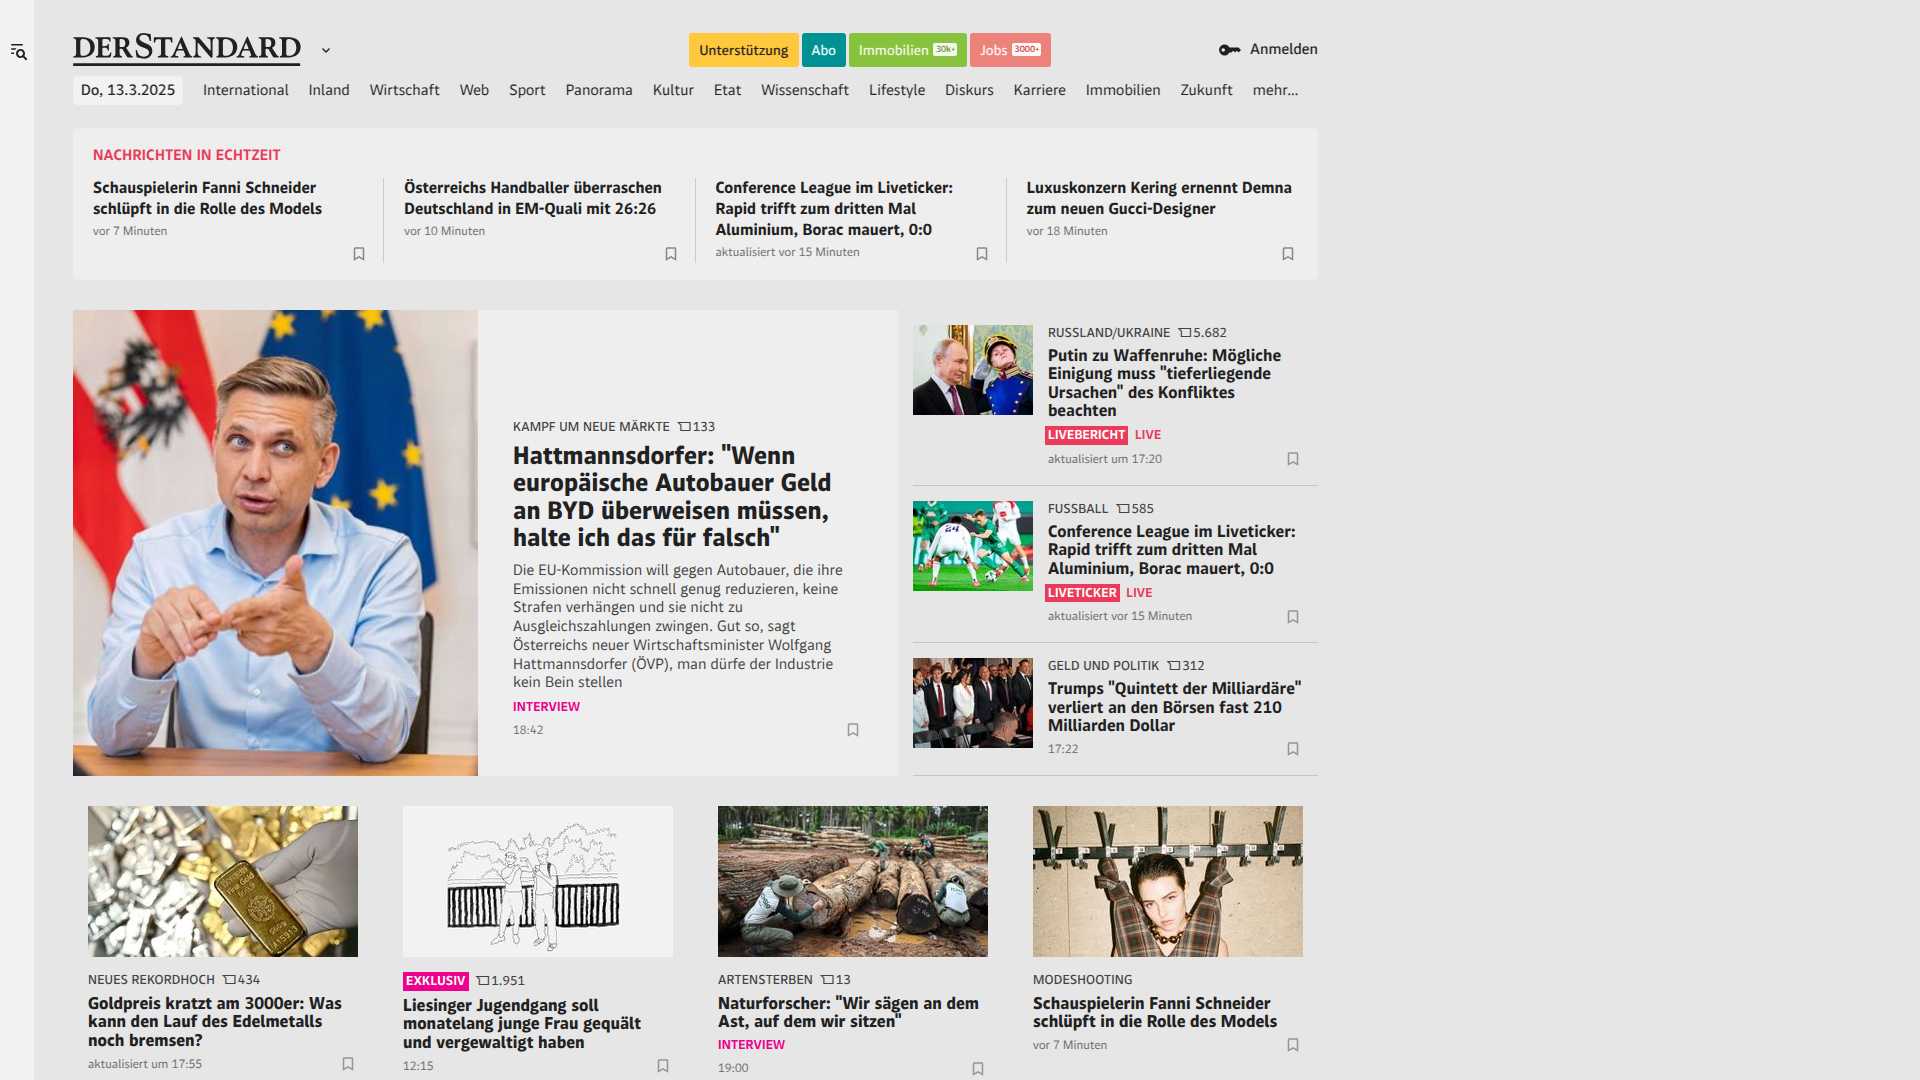 DERSTANDARD
Unterstützung
Abo
Immobilien 30k+
Jobs 3000+
Anmelden
Do, 13.3.2025
International
Inland
Wirtschaft
Web
Sport
Panorama
Kultur
Etat
Wissenschaft
Lifestyle
Diskurs
Karriere
Immobilien
Zukunft
mehr...
NACHRICHTEN IN ECHTZEIT
Schauspielerin Fanni Schneider
schlüpft in die Rolle des Models
vor 7 Minuten
Österreichs Handballer überraschen
Deutschland in EM-Quali mit 26:26
vor 10 Minuten
Conference League im Liveticker:
Rapid trifft zum dritten Mal
Aluminium, Borac mauert, 0:0
aktualisiert vor 15 Minuten
Luxuskonzern Kering ernennt Demna
zum neuen Gucci-Designer
vor 18 Minuten
KAMPF UM NEUE MÄRKTE 133
Hattmannsdorfer: "Wenn
europäische Autobauer Geld
an BYD überweisen müssen,
halte ich das für falsch"
Die EU-Kommission will gegen Autobauer, die ihre
Emissionen nicht schnell genug reduzieren, keine
Strafen verhängen und sie nicht zu
Ausgleichszahlungen zwingen. Gut so, sagt
Österreichs neuer Wirtschaftsminister Wolfgang
Hattmannsdorfer (ÖVP), man dürfe der Industrie
kein Bein stellen
INTERVIEW
18:42
RUSSLAND/UKRAINE 5.682
Putin zu Waffenruhe: Mögliche
Einigung muss "tieferliegende
Ursachen" des Konfliktes
beachten
LIVEBERICHT LIVE
aktualisiert um 17:20
FUSSBALL 585
Conference League im Liveticker:
Rapid trifft zum dritten Mal
Aluminium, Borac mauert, 0:0
LIVETICKER LIVE
aktualisiert vor 15 Minuten
GELD UND POLITIK 312
Trumps "Quintett der Milliardäre"
verliert an den Börsen fast 210
Milliarden Dollar
17:22
NEUES REKORDHOCH 434
Goldpreis kratzt am 3000er: Was
kann den Lauf des Edelmetalls
noch bremsen?
aktualisiert um 17:55
EXKLUSIV 1.951
Liesinger Jugendgang soll
monatelang junge Frau gequält
und vergewaltigt haben
12:15
ARTENSTERBEN 13
Naturforscher: "Wir sägen an dem
Ast, auf dem wir sitzen"
INTERVIEW
19:00
MODESHOOTING
Schauspielerin Fanni Schneider
schlüpft in die Rolle des Models
vor 7 Minuten